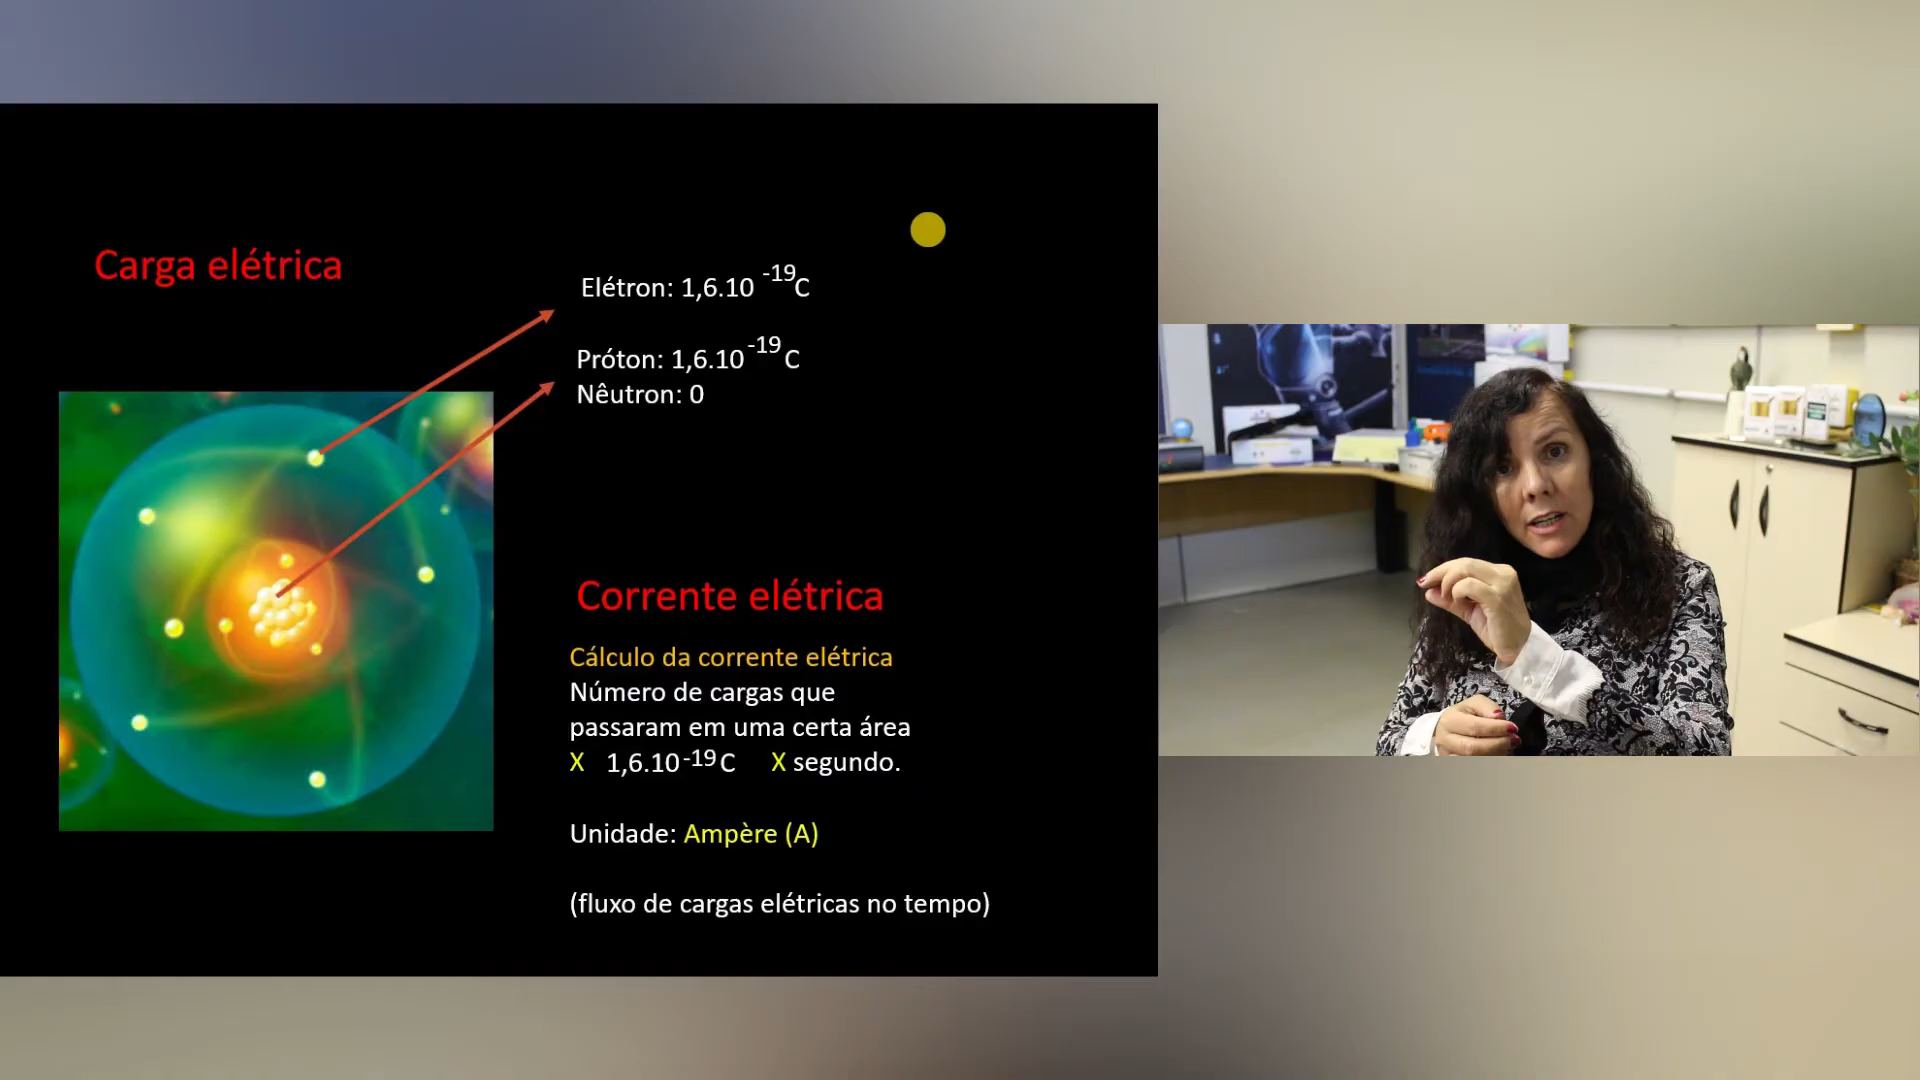 Carga elétrica
Elétron: 1,6.10 -19C
Próton: 1,6.10 -19 C
Nêutron: 0
Corrente elétrica
Cálculo da corrente elétrica
Número de cargas que
passaram em uma certa área
X 1,6.10-19C X segundo.
Unidade: Ampère (A)
(fluxo de cargas elétricas no tempo)